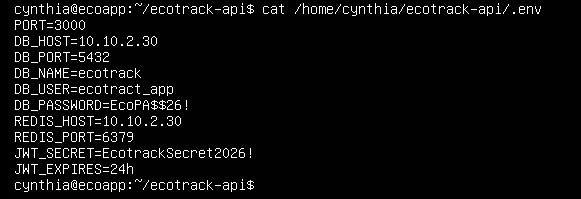 cynthia@ecoapp:~/ecotrack-api$ cat /home/cynthia/ecotrack-api/.env
PORT=3000
DB_HOST=10.10.2.30
DB_PORT=5432
DB_NAME=ecotrack
DB_USER=ecotract_app
DB_PASSWORD=EcoPA$$26!
REDIS_HOST=10.10.2.30
REDIS_PORT=6379
JWT_SECRET=EcotrackSecret2026!
JWT_EXPIRES=24h
cynthia@ecoapp:~/ecotrack-api$